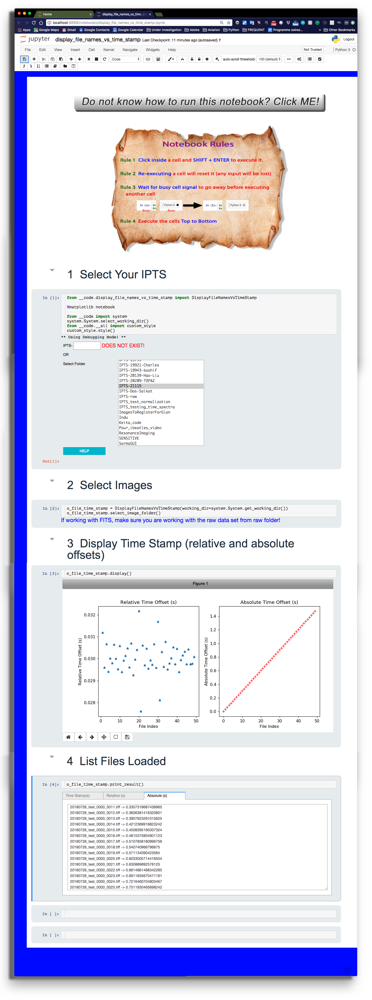 Home
display_file_names_vs_time_sta
localhost:8889/notebooks/display_file_names_vs_time_stamp.ipynb
Apps Google Maps Gmail Google Contacts Google Calendar Under Investigation Adobe Aviation Python FREQUENT Programme soiree... » Other Bookmarks
jupyter display_file_names_vs_time_stamp Last Checkpoint: 11 minutes ago (autosaved) ? Logout
File Edit View Insert Cell Kernel Navigate Widgets Help Not Trusted Python 3
Code auto-scroll threshold: 100 (default)
Do not know how to run this notebook? Click ME!
Notebook Rules
Rule 1 Click inside a cell and SHIFT + ENTER to execute it.
Rule 2 Re-executing a cell will reset it (any input will be lost)
Rule 3 Wait for busy cell signal to go away before executing
another cell
In [*]: Python 3 In [1]: Python 3
Busy Busy
Rule 4 Execute the cells Top to Bottom
1 Select Your IPTS
In [1]: from __code.display_file_names_vs_time_stamp import DisplayFileNamesVsTimeStamp
%matplotlib notebook
from __code import system
system.System.select_working_dir()
from __code.__all import custom_style
custom_style.style()
** Using Debugging Mode! **
IPTS- DOES NOT EXIST!
OR
Select Folder
IPTS-19921-Charles
IPTS-19943-kashif
IPTS-20139-Hao-Liu
IPTS-20209-TOPAZ
IPTS-21115
IPTS-Das-Saikat
IPTS-raw
IPTS_test_normalization
IPTS_testing_time_spectra
ImagesToRegisterForGian
Indu
Keita_code
Pour_ibeatles_video
ResonanceImaging
SENSITIVE
SarmaGUI
HELP
Out[1]:
2 Select Images
In [2]: o_file_time_stamp = DisplayFileNamesVsTimeStamp(working_dir=system.System.get_working_dir())
o_file_time_stamp.select_image_folder()
If working with FITS, make sure you are working with the raw data set from raw folder!
3 Display Time Stamp (relative and absolute
offsets)
In [3]: o_file_time_stamp.display()
Figure 1
Relative Time Offset (s)
Relative Time Offset (s)
0.032
0.031
0.030
0.029
0.028
0 10 20 30 40 50
File Index
Absolute Time Offset (s)
Absolute Time Offset (s)
1.4
1.2
1.0
0.8
0.6
0.4
0.2
0.0
0 10 20 30 40 50
File Index
4 List Files Loaded
In [4]: o_file_time_stamp.print_result()
Time Stamp(s) Relative (s) Absolute (s)
20180726_test_0000_0011.tiff -> 0.3307318687438965
20180726_test_0000_0012.tiff -> 0.3606381416320801
20180726_test_0000_0013.tiff -> 0.3907623291015625
20180726_test_0000_0014.tiff -> 0.4212369918823242
20180726_test_0000_0015.tiff -> 0.4508395195007324
20180726_test_0000_0016.tiff -> 0.4815375804901123
20180726_test_0000_0017.tiff -> 0.5107858180999756
20180726_test_0000_0018.tiff -> 0.540740966796875
20180726_test_0000_0019.tiff -> 0.571134090423584
20180726_test_0000_0020.tiff -> 0.6033005714416504
20180726_test_0000_0021.tiff -> 0.630889892578125
20180726_test_0000_0022.tiff -> 0.6614861488342285
20180726_test_0000_0023.tiff -> 0.6911835670471191
20180726_test_0000_0024.tiff -> 0.7216460704803467
20180726_test_0000_0025.tiff -> 0.7511930465698242
In [ ]:
In [ ]: